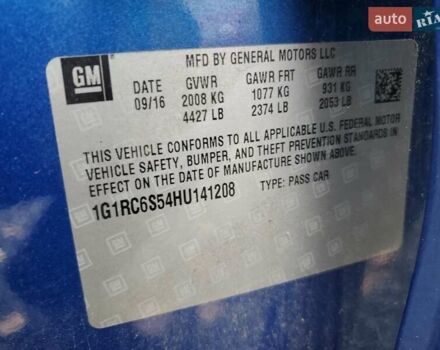 auto RIA
GM
MFD BY GENERAL MOTORS LLC
DATE GVWR GAWR FRT GAWR RR
09/16 2008 KG 1077 KG 931 KG
4427 LB 2374 LB 2053 LB
THIS VEHICLE CONFORMS TO ALL APPLICABLE U.S. FEDERAL MOTOR
VEHICLE SAFETY, BUMPER, AND THEFT PREVENTION STANDARDS IN
EFFECT ON THE DATE OF MANUFACTURE SHOWN ABOVE.
1G1RC6S54HU141208 TYPE: PASS CAR